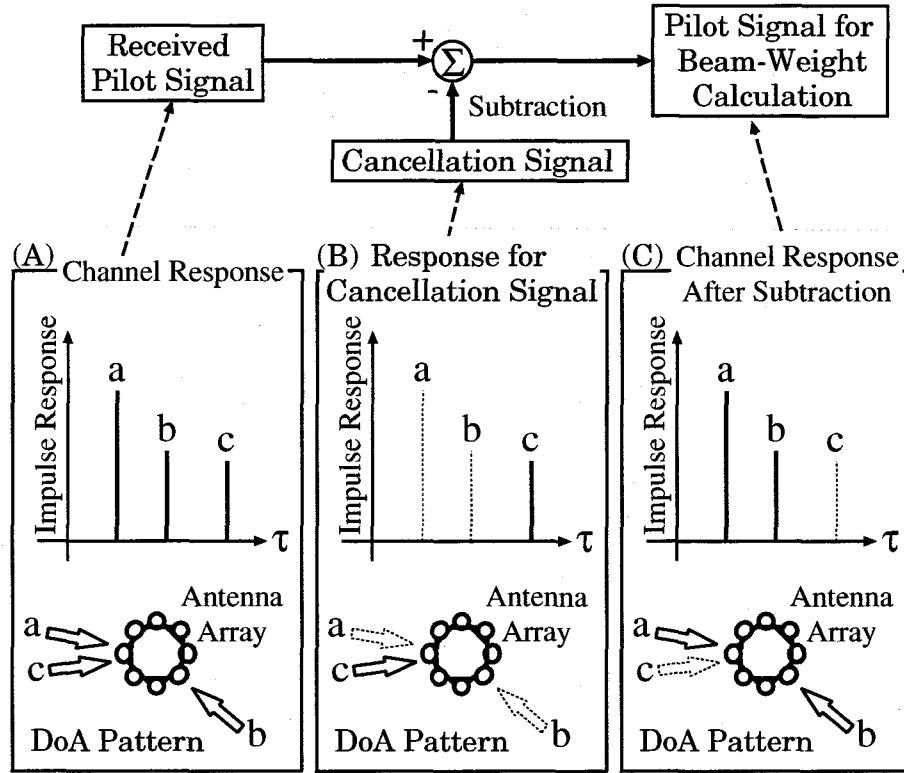 Received
Pilot Signal
+
Σ
-
Subtraction
Cancellation Signal
Pilot Signal for
Beam-Weight
Calculation
(A)
Channel Response
Impulse Response
a
b
c
τ
Antenna
Array
a
c
b
DoA Pattern
(B) Response for
Cancellation Signal
Impulse Response
a
b
c
τ
Antenna
Array
a
c
b
DoA Pattern
(C) Channel Response
After Subtraction
Impulse Response
a
b
c
τ
Antenna
Array
a
c
b
DoA Pattern